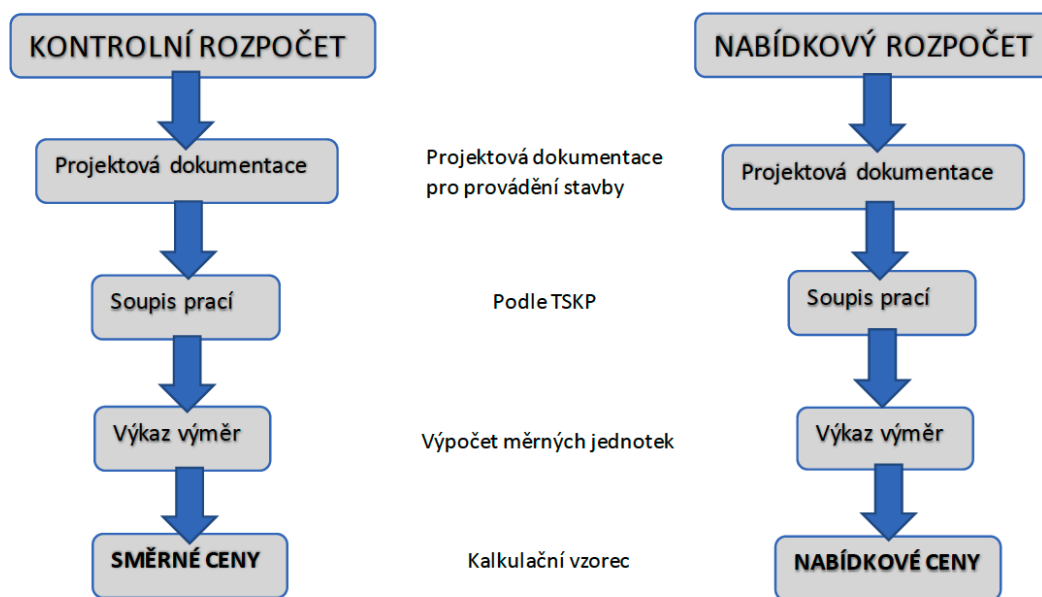 KONTROLNÍ ROZPOČET
NABÍDKOVÝ ROZPOČET
Projektová dokumentace
Projektová dokumentace
pro provádění stavby
Projektová dokumentace
Soupis prací
Podle TSKP
Soupis prací
Výkaz výměr
Výpočet měrných jednotek
Výkaz výměr
SMĚRNÉ CENY
Kalkulační vzorec
NABÍDKOVÉ CENY